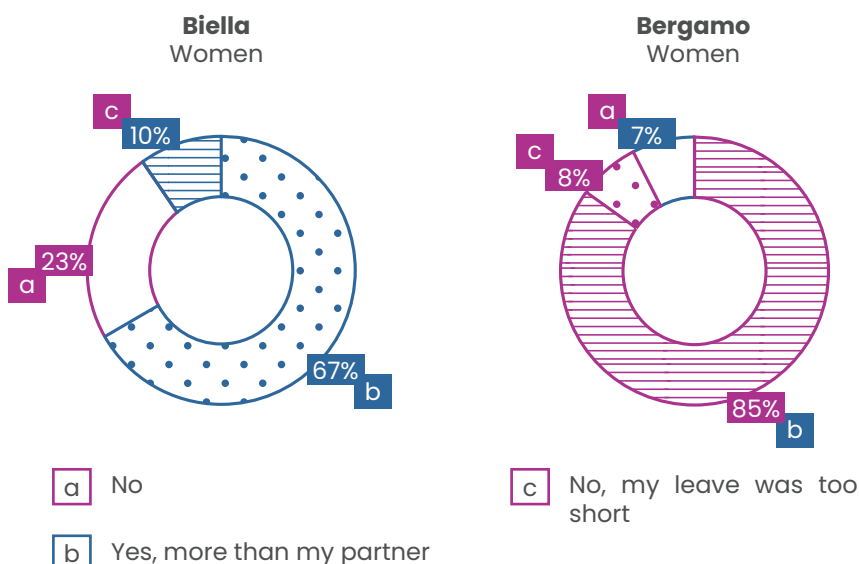 Biella
Women
c
10%
23%
a
67%
b
Bergamo
Women
a
7%
c
8%
85%
b
a No
b Yes, more than my partner
c No, my leave was too
short